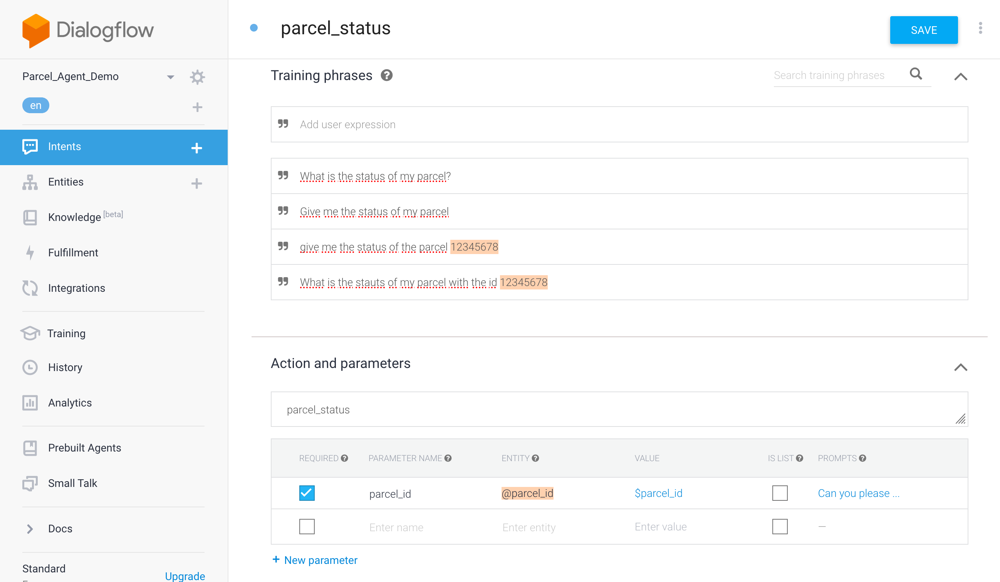 Dialogflow
Parcel_Agent_Demo
en
Intents
Entities
Knowledge [beta]
Fulfillment
Integrations
Training
History
Analytics
Prebuilt Agents
Small Talk
Docs
Standard
Upgrade
parcel_status
SAVE
Training phrases
Search training phrases
Add user expression
What is the status of my parcel?
Give me the status of my parcel
give me the status of the parcel 12345678
What is the stauts of my parcel with the id 12345678
Action and parameters
parcel_status
REQUIRED PARAMETER NAME ENTITY VALUE IS LIST PROMPTS
parcel_id @parcel_id $parcel_id Can you please ...
Enter name Enter entity Enter value —
+ New parameter